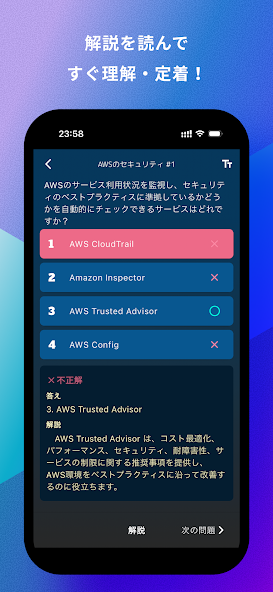 解説を読んで
すぐ理解・定着！
23:58
AWSのセキュリティ #1
AWSのサービス利用状況を監視し、セキュリ
ティのベストプラクティスに準拠しているかどう
かを自動的にチェックできるサービスはどれで
すか？
1 AWS CloudTrail ×
2 Amazon Inspector ×
3 AWS Trusted Advisor ○
4 AWS Config ×
×不正解
答え
3. AWS Trusted Advisor
解説
AWS Trusted Advisor は、コスト最適化、
パフォーマンス、セキュリティ、耐障害性、サ
ービスの制限に関する推奨事項を提供し、
AWS環境をベストプラクティスに沿って改善す
るのに役立ちます。
解説 次の問題